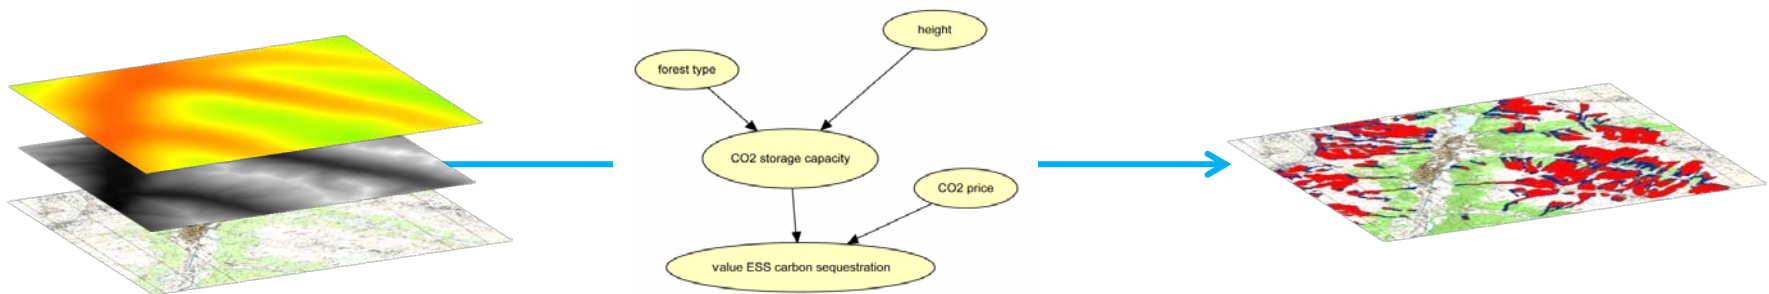 height
forest type
CO2 storage capacity
CO2 price
value ESS carbon sequestration